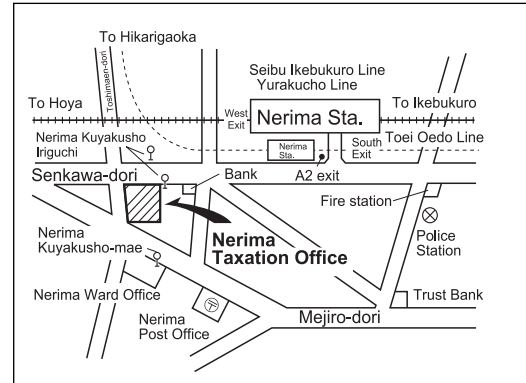 To Hikarigaoka
Toshimaen-dori
Seibu Ikebukuro Line
Yurakucho Line
To Hoya
West
Exit
Nerima Sta.
To Ikebukuro
Nerima Kuyakusho
Iriguchi
Nerima
Sta.
South
Exit
Toei Oedo Line
Senkawa-dori
Bank
A2 exit
Fire station
Nerima
Taxation Office
Nerima
Kuyakusho-mae
Police
Station
Nerima Ward Office
Nerima
Post Office
〒
Trust Bank
Mejiro-dori